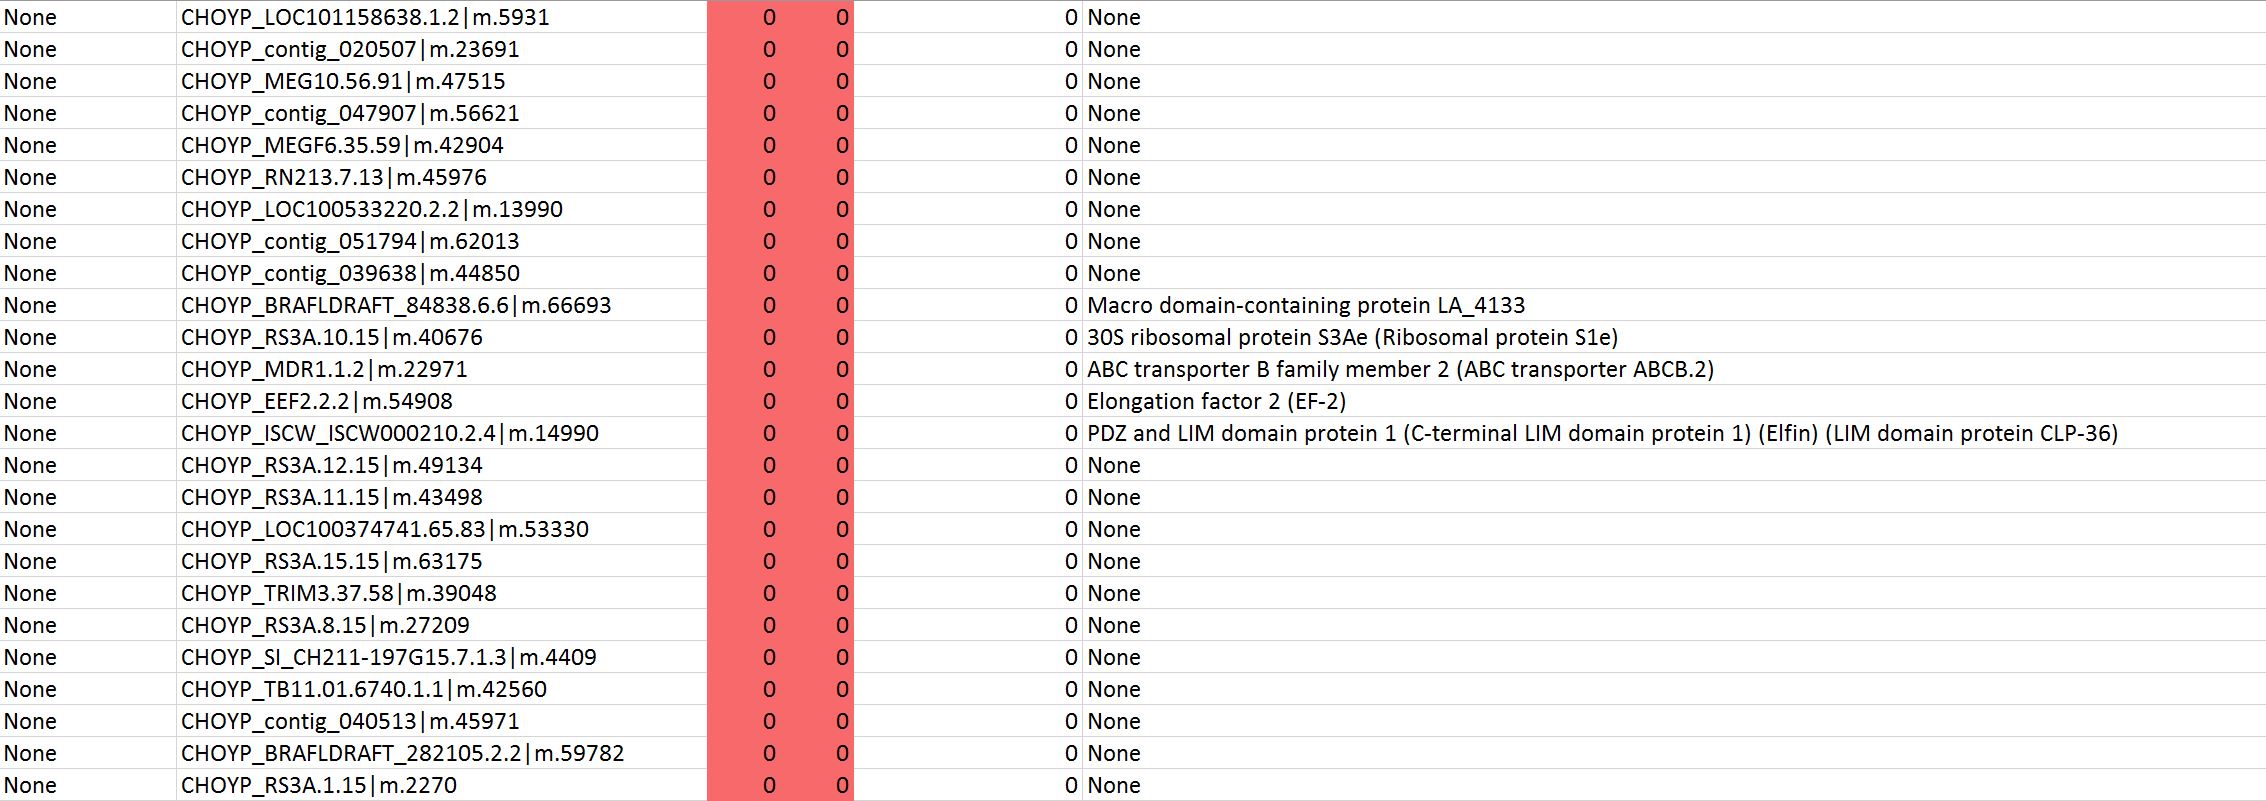 None CHOYP_LOC101158638.1.2|m.5931 0 0 0 None
None CHOYP_contig_020507|m.23691 0 0 0 None
None CHOYP_MEG10.56.91|m.47515 0 0 0 None
None CHOYP_contig_047907|m.56621 0 0 0 None
None CHOYP_MEGF6.35.59|m.42904 0 0 0 None
None CHOYP_RN213.7.13|m.45976 0 0 0 None
None CHOYP_LOC100533220.2.2|m.13990 0 0 0 None
None CHOYP_contig_051794|m.62013 0 0 0 None
None CHOYP_contig_039638|m.44850 0 0 0 None
None CHOYP_BRAFLDRAFT_84838.6.6|m.66693 0 0 0 Macro domain-containing protein LA_4133
None CHOYP_RS3A.10.15|m.40676 0 0 0 30S ribosomal protein S3Ae (Ribosomal protein S1e)
None CHOYP_MDR1.1.2|m.22971 0 0 0 ABC transporter B family member 2 (ABC transporter ABCB.2)
None CHOYP_EEF2.2.2|m.54908 0 0 0 Elongation factor 2 (EF-2)
None CHOYP_ISCW_ISCW000210.2.4|m.14990 0 0 0 PDZ and LIM domain protein 1 (C-terminal LIM domain protein 1) (Elfin) (LIM domain protein CLP-36)
None CHOYP_RS3A.12.15|m.49134 0 0 0 None
None CHOYP_RS3A.11.15|m.43498 0 0 0 None
None CHOYP_LOC100374741.65.83|m.53330 0 0 0 None
None CHOYP_RS3A.15.15|m.63175 0 0 0 None
None CHOYP_TRIM3.37.58|m.39048 0 0 0 None
None CHOYP_RS3A.8.15|m.27209 0 0 0 None
None CHOYP_SI_CH211-197G15.7.1.3|m.4409 0 0 0 None
None CHOYP_TB11.01.6740.1.1|m.42560 0 0 0 None
None CHOYP_contig_040513|m.45971 0 0 0 None
None CHOYP_BRAFLDRAFT_282105.2.2|m.59782 0 0 0 None
None CHOYP_RS3A.1.15|m.2270 0 0 0 None